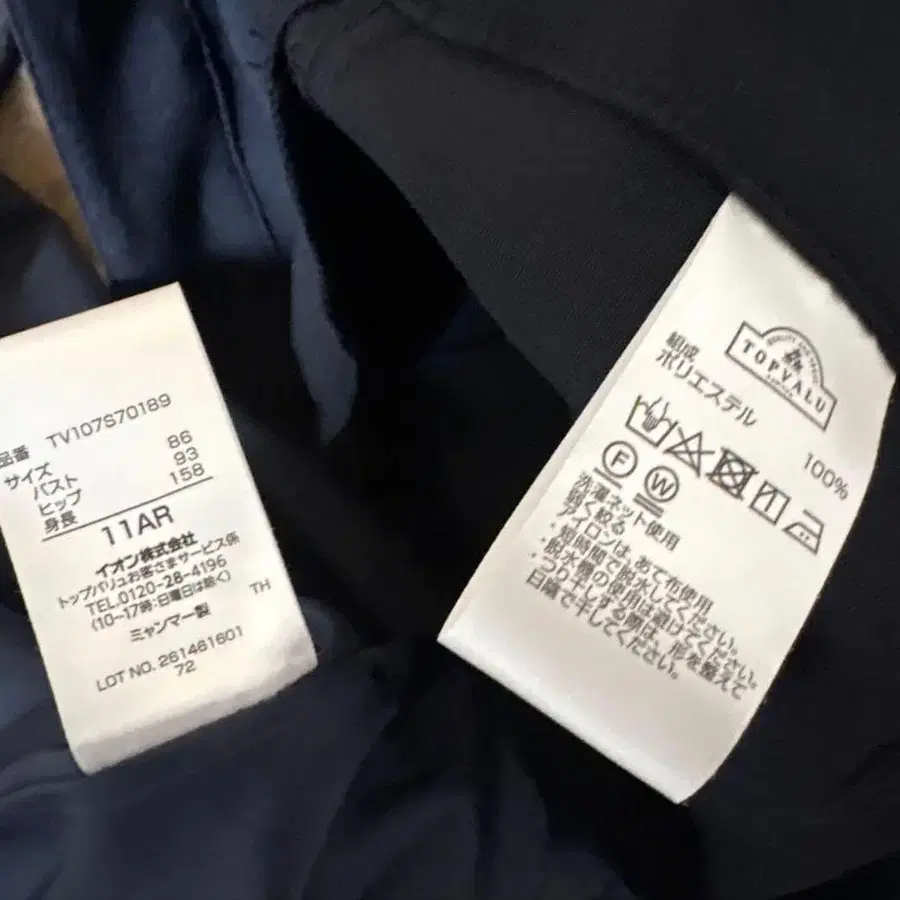 品番 TV107S70189
サイズ
バスト 86
ヒップ 93
身長 158
11AR
イオン株式会社
トップバリュお客さまサービス係
TEL.0120-28-4196
(10~17時:日曜日は除く)
ミャンマー製 TH
LOT NO. 261461601
72
TOPVALU
組成
ポリエステル 100%
F W
洗濯ネット使用
弱く絞る
アイロンは、あて布使用
・短時間で脱水してください。
・脱水機の使用は避けてください。
・つり干しする際は、形を整えて
日陰で干してください。